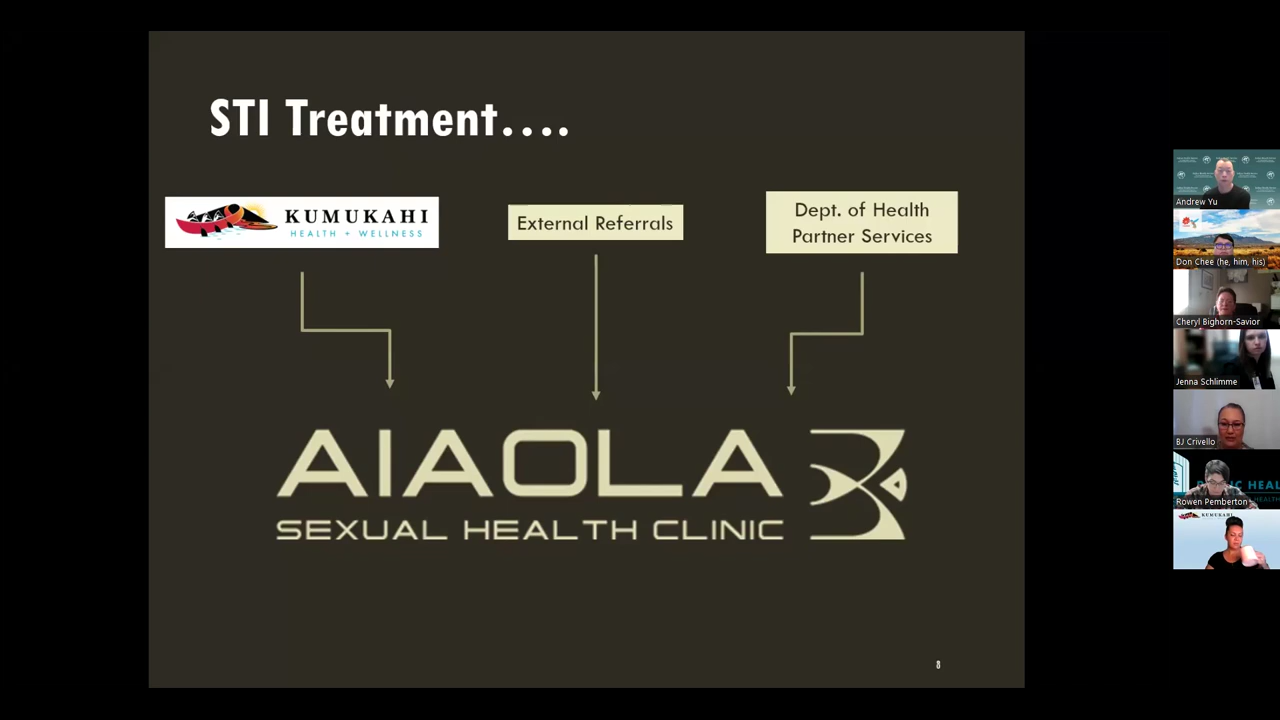 STI Treatment....
KUMUKAHI
HEALTH + WELLNESS
External Referrals
Dept. of Health
Partner Services
AIAOLA
SEXUAL HEALTH CLINIC
8
Andrew Yu
Don Chee (he, him, his)
Cheryl Bighorn-Savior
Jenna Schlimme
BJ Crivello
Rowen Pemberton
KUMUKAHI